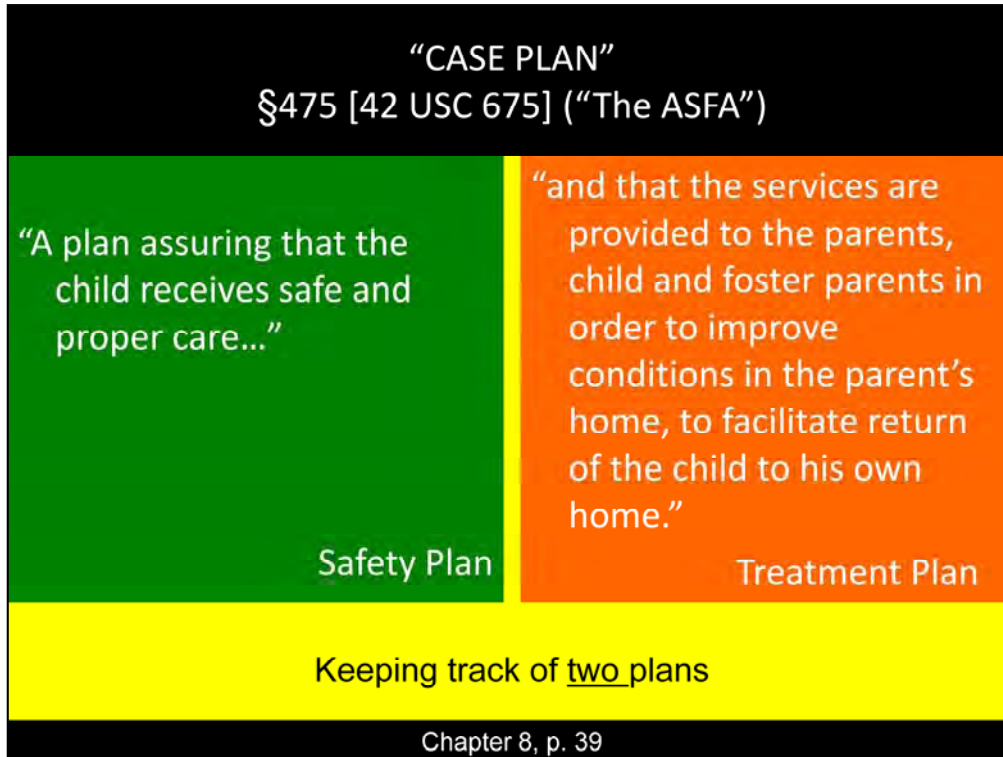 “CASE PLAN”
§475 [42 USC 675] (“The ASFA”)
“A plan assuring that the
child receives safe and
proper care…”
Safety Plan
“and that the services are
provided to the parents,
child and foster parents in
order to improve
conditions in the parent’s
home, to facilitate return
of the child to his own
home.”
Treatment Plan
Keeping track of two plans
Chapter 8, p. 39